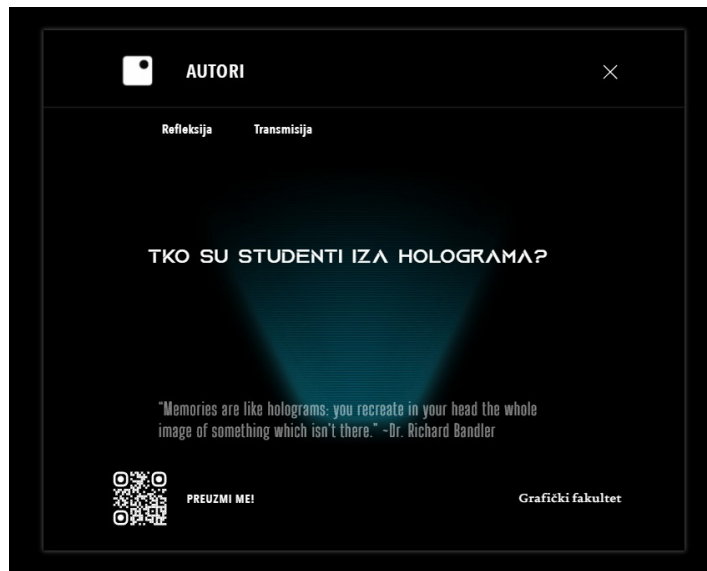 AUTORI
Refleksija Transmisija
TKO SU STUDENTI IZA HOLOGRAMA?
"Memories are like holograms: you recreate in your head the whole
image of something which isn't there." ~Dr. Richard Bandler
PREUZMI ME!
Grafički fakultet